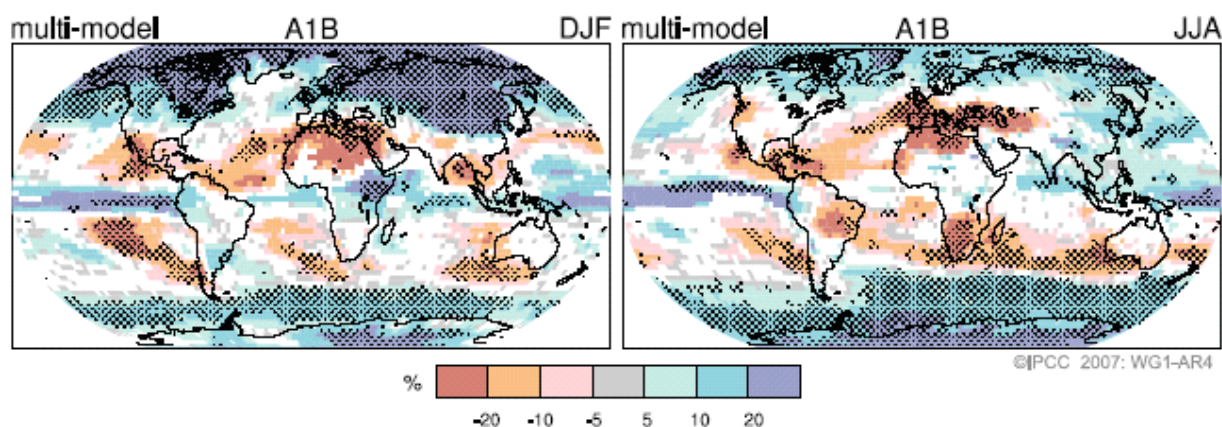 multi-model A1B DJF
multi-model A1B JJA
©IPCC 2007: WG1-AR4
%
-20 -10 -5 5 10 20